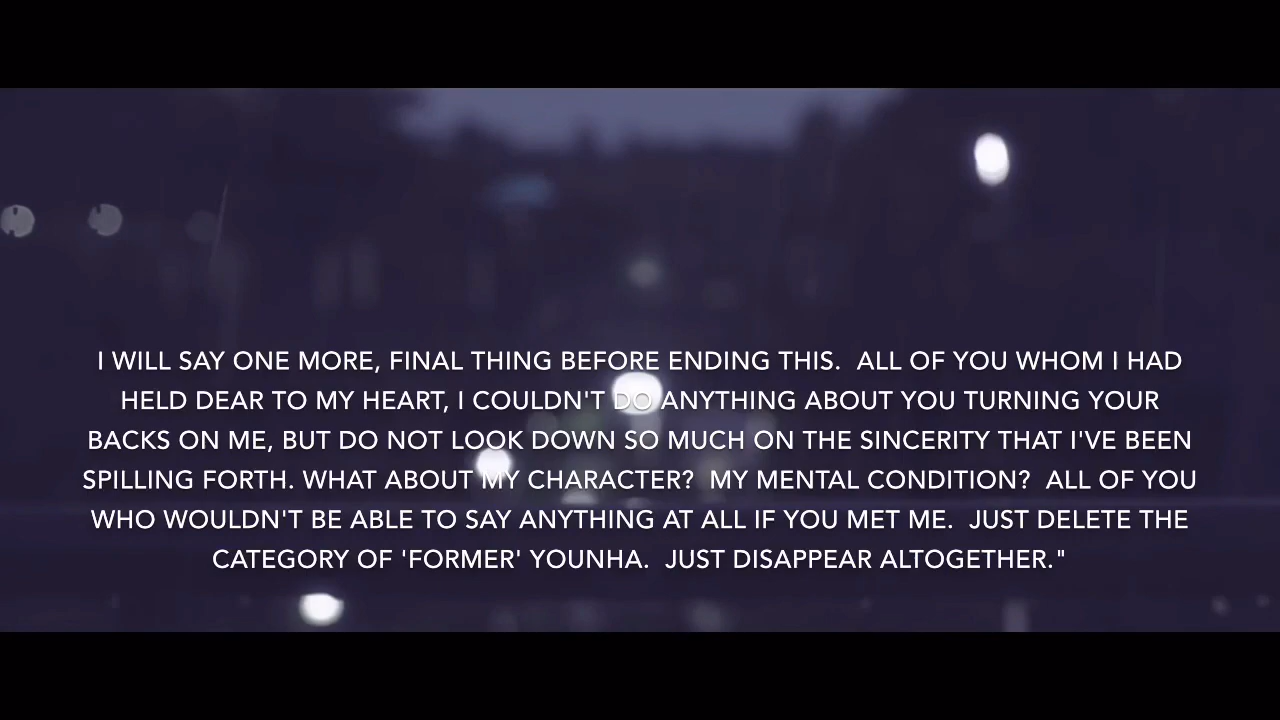 I WILL SAY ONE MORE, FINAL THING BEFORE ENDING THIS.  ALL OF YOU WHOM I HAD
HELD DEAR TO MY HEART, I COULDN'T DO ANYTHING ABOUT YOU TURNING YOUR
BACKS ON ME, BUT DO NOT LOOK DOWN SO MUCH ON THE SINCERITY THAT I'VE BEEN
SPILLING FORTH. WHAT ABOUT MY CHARACTER?  MY MENTAL CONDITION?  ALL OF YOU
WHO WOULDN'T BE ABLE TO SAY ANYTHING AT ALL IF YOU MET ME.  JUST DELETE THE
CATEGORY OF 'FORMER' YOUNHA.  JUST DISAPPEAR ALTOGETHER."